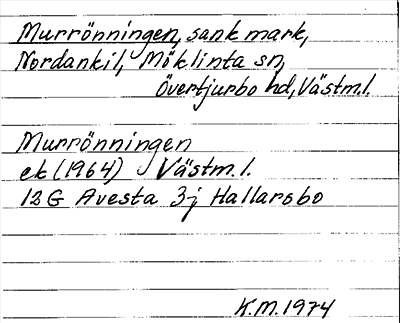 Murrönningen, sank mark,
Nordankil, Möklinta sn,
Övertjurbo hd, Västm.l.
Murrönningen
ek (1964) Västm.l.
12G Avesta 3j Hallarsbo
K.M. 1974